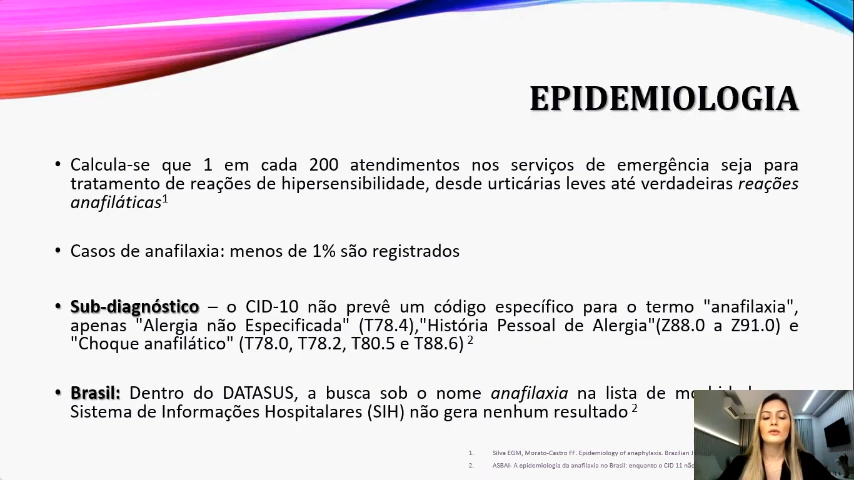 EPIDEMIOLOGIA
• Calcula-se que 1 em cada 200 atendimentos nos serviços de emergência seja para
tratamento de reações de hipersensibilidade, desde urticárias leves até verdadeiras reações
anafiláticas1
• Casos de anafilaxia: menos de 1% são registrados
• Sub-diagnóstico – o CID-10 não prevê um código específico para o termo "anafilaxia",
apenas "Alergia não Especificada" (T78.4),"História Pessoal de Alergia"(Z88.0 a Z91.0) e
"Choque anafilático" (T78.0, T78.2, T80.5 e T88.6) 2
• Brasil: Dentro do DATASUS, a busca sob o nome anafilaxia na lista de
Sistema de Informações Hospitalares (SIH) não gera nenhum resultado 2
1. Silva EGM, Morato-Castro FF. Epidemiology of anaphylaxis. Brazilian
2. ASBAI- A epidemiologia da anafilaxia no Brasil: enquanto o CID 11